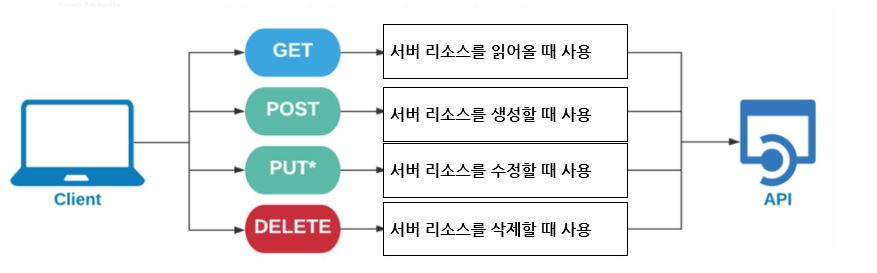 GET
서버 리소스를 읽어올 때 사용
POST
서버 리소스를 생성할 때 사용
PUT*
서버 리소스를 수정할 때 사용
DELETE
서버 리소스를 삭제할 때 사용
Client
API